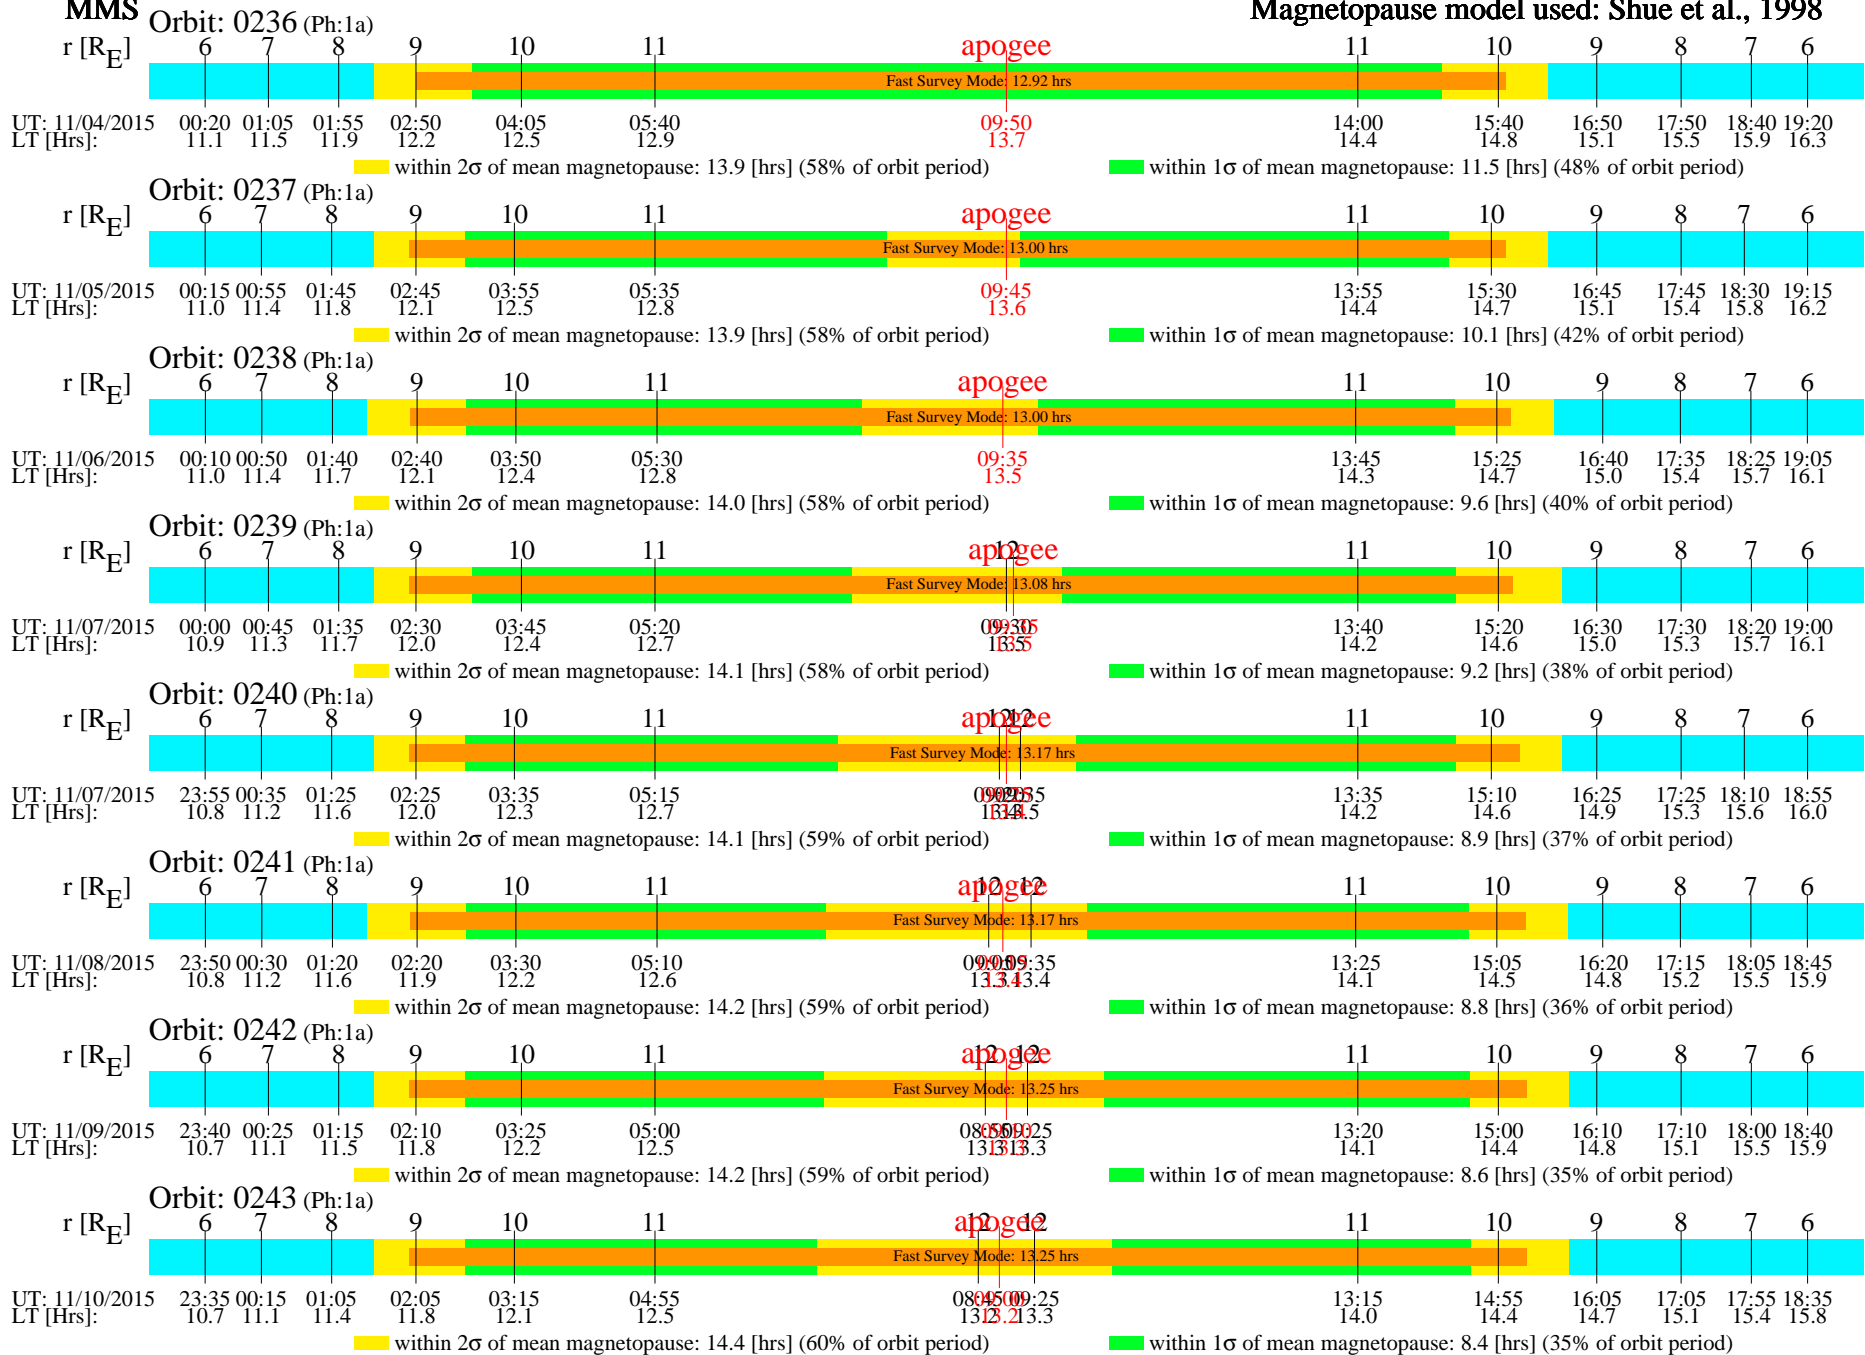 MMS Magnetopause model used: Shue et al., 1998
Orbit: 0236 (Ph:1a)
r [RE] 6 7 8 9 10 11 apogee 11 10 9 8 7 6
Fast Survey Mode: 12.92 hrs
UT: 11/04/2015 00:20 01:05 01:55 02:50 04:05 05:40 09:50 14:00 15:40 16:50 17:50 18:40 19:20
LT [Hrs]: 11.1 11.5 11.9 12.2 12.5 12.9 13.7 14.4 14.8 15.1 15.5 15.9 16.3
within 2σ of mean magnetopause: 13.9 [hrs] (58% of orbit period) within 1σ of mean magnetopause: 11.5 [hrs] (48% of orbit period)
Orbit: 0237 (Ph:1a)
r [RE] 6 7 8 9 10 11 apogee 11 10 9 8 7 6
Fast Survey Mode: 13.00 hrs
UT: 11/05/2015 00:15 00:55 01:45 02:45 03:55 05:35 09:45 13:55 15:30 16:45 17:45 18:30 19:15
LT [Hrs]: 11.0 11.4 11.8 12.1 12.5 12.8 13.6 14.4 14.7 15.1 15.4 15.8 16.2
within 2σ of mean magnetopause: 13.9 [hrs] (58% of orbit period) within 1σ of mean magnetopause: 10.1 [hrs] (42% of orbit period)
Orbit: 0238 (Ph:1a)
r [RE] 6 7 8 9 10 11 apogee 11 10 9 8 7 6
Fast Survey Mode: 13.00 hrs
UT: 11/06/2015 00:10 00:50 01:40 02:40 03:50 05:30 09:35 13:45 15:25 16:40 17:35 18:25 19:05
LT [Hrs]: 11.0 11.4 11.7 12.1 12.4 12.8 13.5 14.3 14.7 15.0 15.4 15.7 16.1
within 2σ of mean magnetopause: 14.0 [hrs] (58% of orbit period) within 1σ of mean magnetopause: 9.6 [hrs] (40% of orbit period)
Orbit: 0239 (Ph:1a)
r [RE] 6 7 8 9 10 11 apogee 12 11 10 9 8 7 6
Fast Survey Mode: 13.08 hrs
UT: 11/07/2015 00:00 00:45 01:35 02:30 03:45 05:20 09:30 09:35 13:40 15:20 16:30 17:30 18:20 19:00
LT [Hrs]: 10.9 11.3 11.7 12.0 12.4 12.7 13.5 13.5 14.2 14.6 15.0 15.3 15.7 16.1
within 2σ of mean magnetopause: 14.1 [hrs] (58% of orbit period) within 1σ of mean magnetopause: 9.2 [hrs] (38% of orbit period)
Orbit: 0240 (Ph:1a)
r [RE] 6 7 8 9 10 11 12 apogee 12 11 10 9 8 7 6
Fast Survey Mode: 13.17 hrs
UT: 11/07/2015 23:55 00:35 01:25 02:25 03:35 05:15 13:35 15:10 16:25 17:25 18:10 18:55
LT [Hrs]: 10.8 11.2 11.6 12.0 12.3 12.7 14.2 14.6 14.9 15.3 15.6 16.0
within 2σ of mean magnetopause: 14.1 [hrs] (59% of orbit period) within 1σ of mean magnetopause: 8.9 [hrs] (37% of orbit period)
Orbit: 0241 (Ph:1a)
r [RE] 6 7 8 9 10 11 12 apogee 12 11 10 9 8 7 6
Fast Survey Mode: 13.17 hrs
UT: 11/08/2015 23:50 00:30 01:20 02:20 03:30 05:10 09:35 13:25 15:05 16:20 17:15 18:05 18:45
LT [Hrs]: 10.8 11.2 11.6 11.9 12.2 12.6 13.4 14.1 14.5 14.8 15.2 15.5 15.9
within 2σ of mean magnetopause: 14.2 [hrs] (59% of orbit period) within 1σ of mean magnetopause: 8.8 [hrs] (36% of orbit period)
Orbit: 0242 (Ph:1a)
r [RE] 6 7 8 9 10 11 12 apogee 12 11 10 9 8 7 6
Fast Survey Mode: 13.25 hrs
UT: 11/09/2015 23:40 00:25 01:15 02:10 03:25 05:00 09:25 13:20 15:00 16:10 17:10 18:00 18:40
LT [Hrs]: 10.7 11.1 11.5 11.8 12.2 12.5 13.3 14.1 14.4 14.8 15.1 15.5 15.9
within 2σ of mean magnetopause: 14.2 [hrs] (59% of orbit period) within 1σ of mean magnetopause: 8.6 [hrs] (35% of orbit period)
Orbit: 0243 (Ph:1a)
r [RE] 6 7 8 9 10 11 12 apogee 12 11 10 9 8 7 6
Fast Survey Mode: 13.25 hrs
UT: 11/10/2015 23:35 00:15 01:05 02:05 03:15 04:55 08:45 09:00 09:25 13:15 14:55 16:05 17:05 17:55 18:35
LT [Hrs]: 10.7 11.1 11.4 11.8 12.1 12.5 13.2 13.2 13.3 14.0 14.4 14.7 15.1 15.4 15.8
within 2σ of mean magnetopause: 14.4 [hrs] (60% of orbit period) within 1σ of mean magnetopause: 8.4 [hrs] (35% of orbit period)